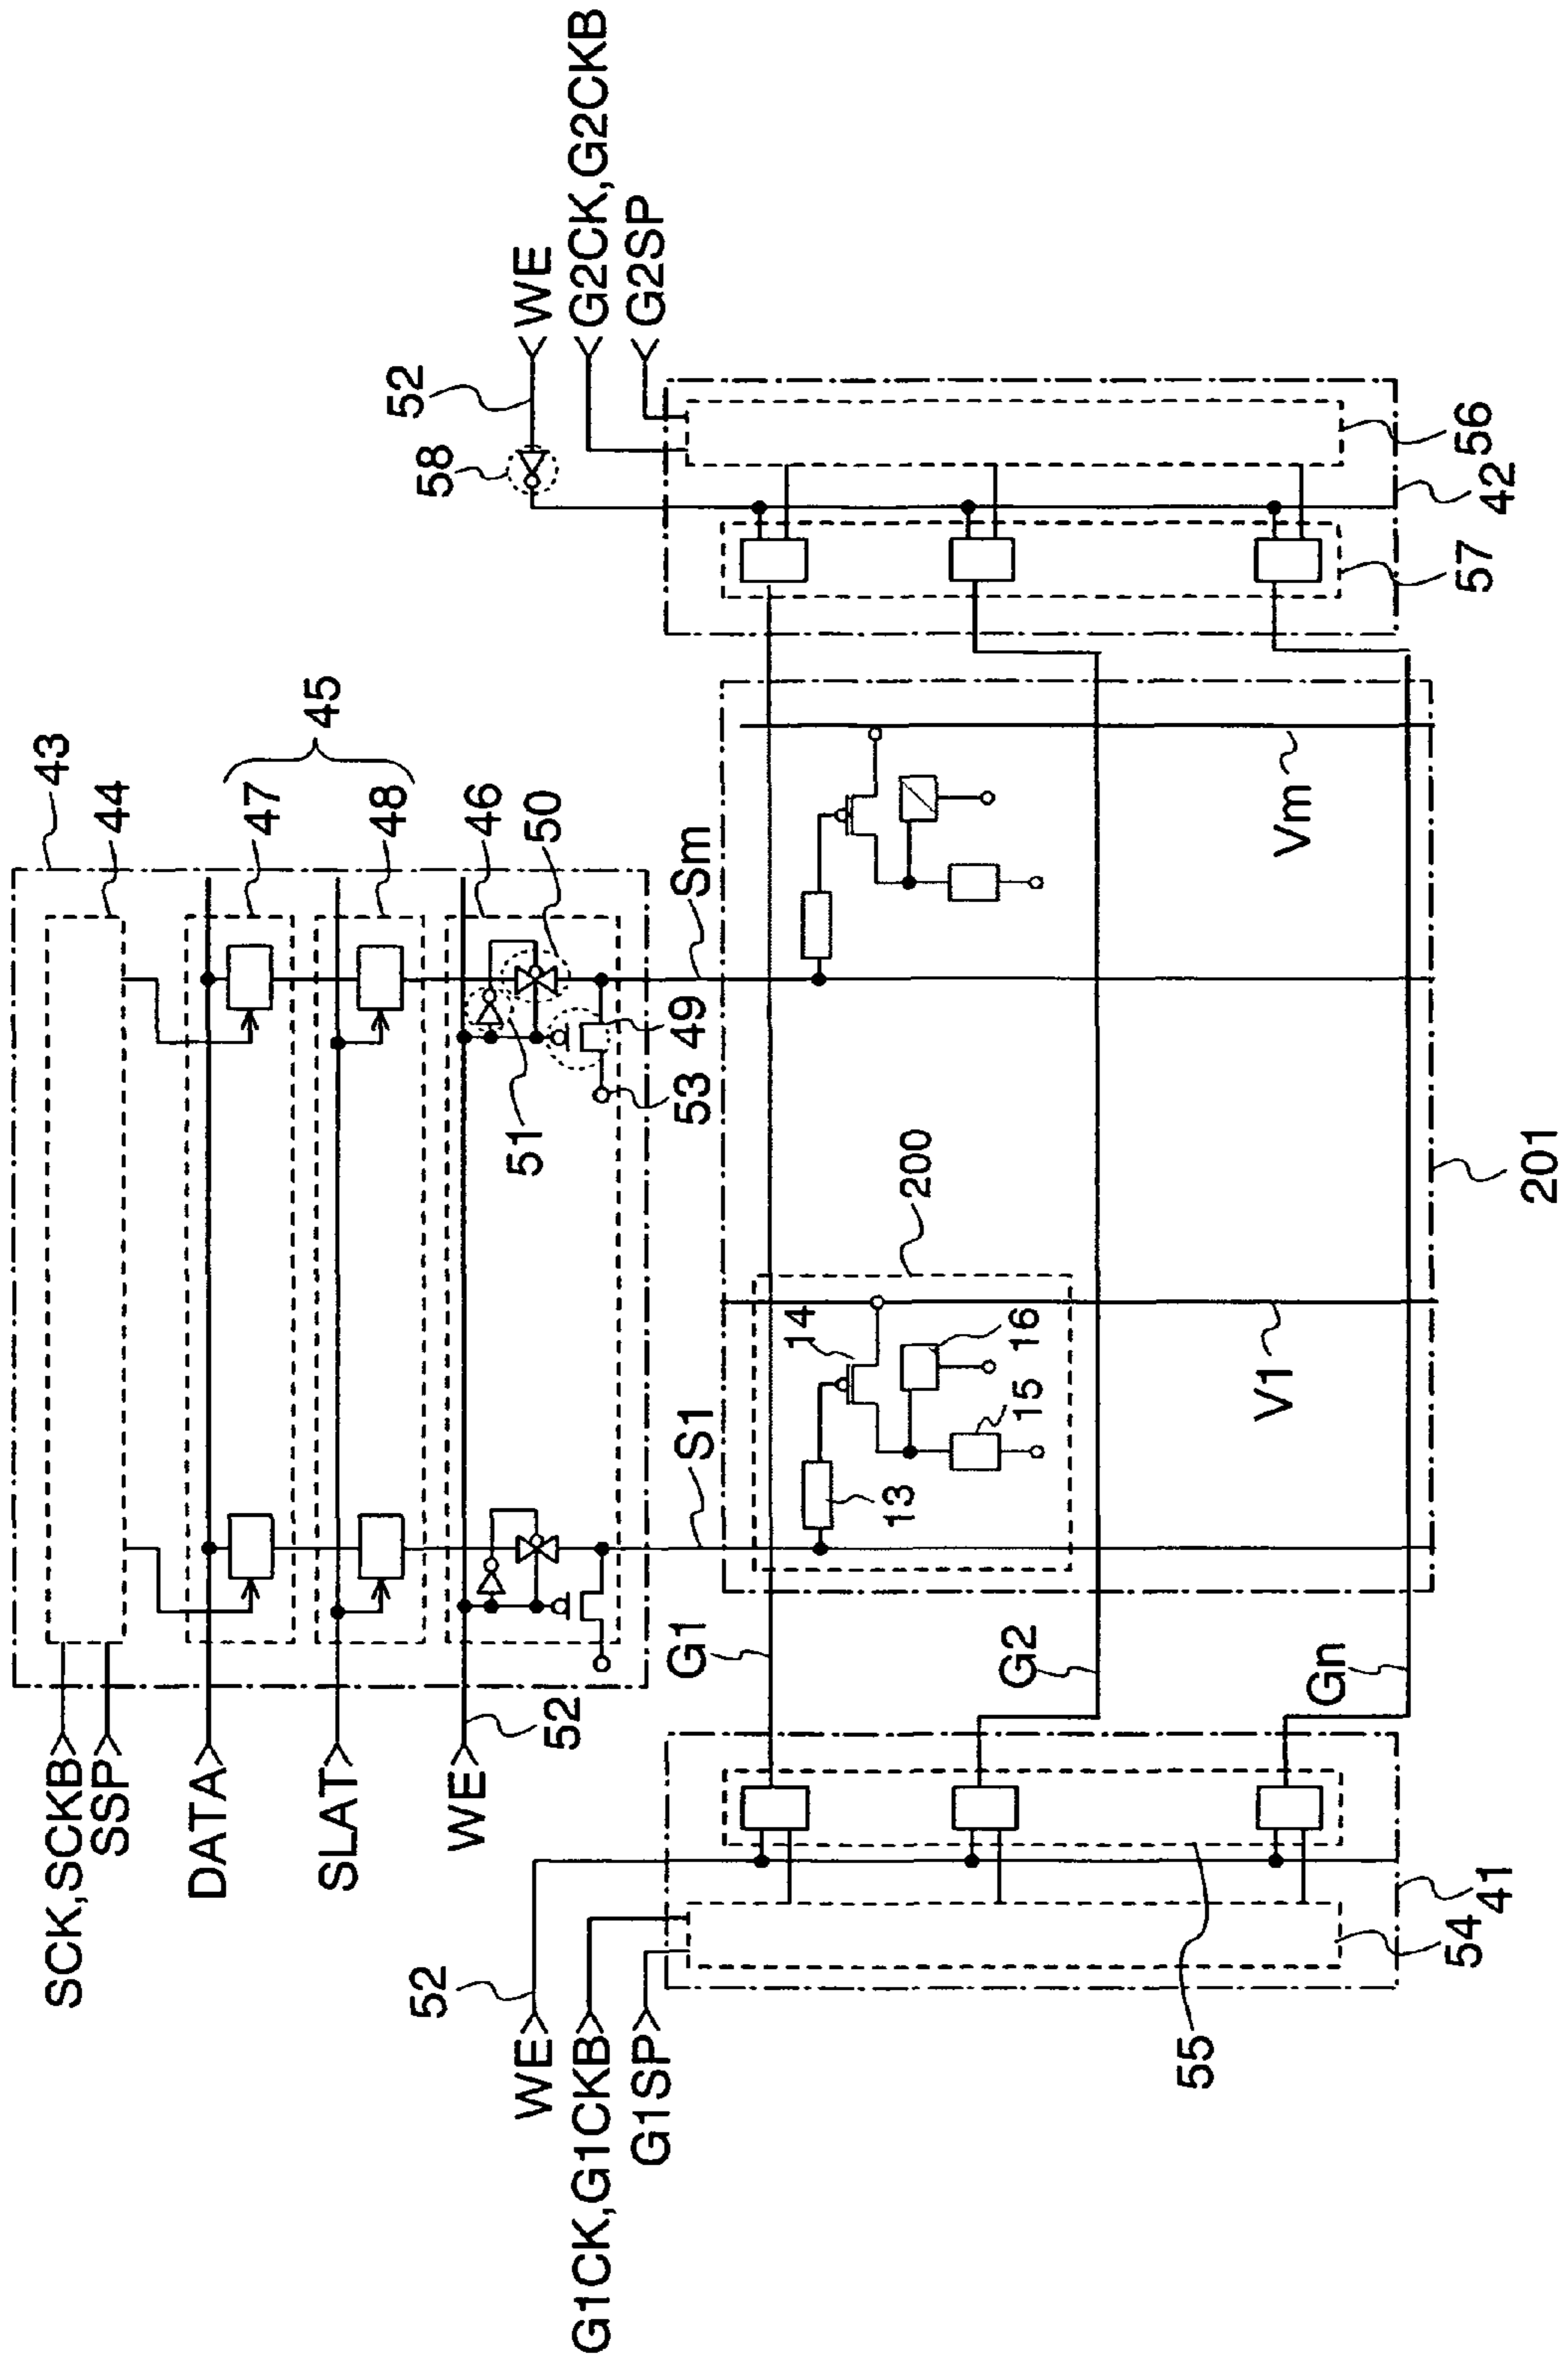 43
44
47
45
48
46
50
SCK,SCKB
SSP
DATA
SLAT
WE
52
51
53
49
52
WE
G1CK,G1CKB
G1SP
S1
Sm
58
52
WE
G2CK,G2CKB
G2SP
G1
G2
Gn
200
14
13
16
15
V1
Vm
55
54
41
201
57
42
56